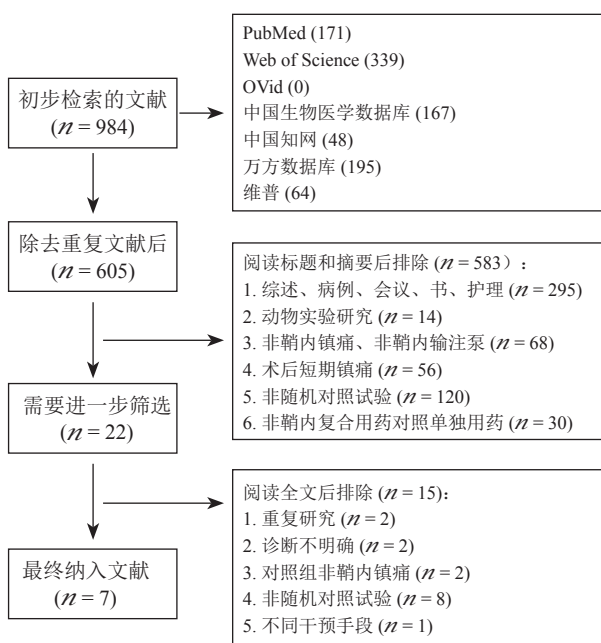 PubMed (171)
Web of Science (339)
OVid (0)
中国生物医学数据库 (167)
中国知网 (48)
万方数据库 (195)
维普 (64)
初步检索的文献
(n = 984)
除去重复文献后
(n = 605)
阅读标题和摘要后排除 (n = 583）：
1. 综述、病例、会议、书、护理 (n = 295)
2. 动物实验研究 (n = 14)
3. 非鞘内镇痛、非鞘内输注泵 (n = 68)
4. 术后短期镇痛 (n = 56)
5. 非随机对照试验 (n = 120)
6. 非鞘内复合用药对照单独用药 (n = 30)
需要进一步筛选
(n = 22)
阅读全文后排除 (n = 15):
1. 重复研究 (n = 2)
2. 诊断不明确 (n = 2)
3. 对照组非鞘内镇痛 (n = 2)
4. 非随机对照试验 (n = 8)
5. 不同干预手段 (n = 1)
最终纳入文献
(n = 7)